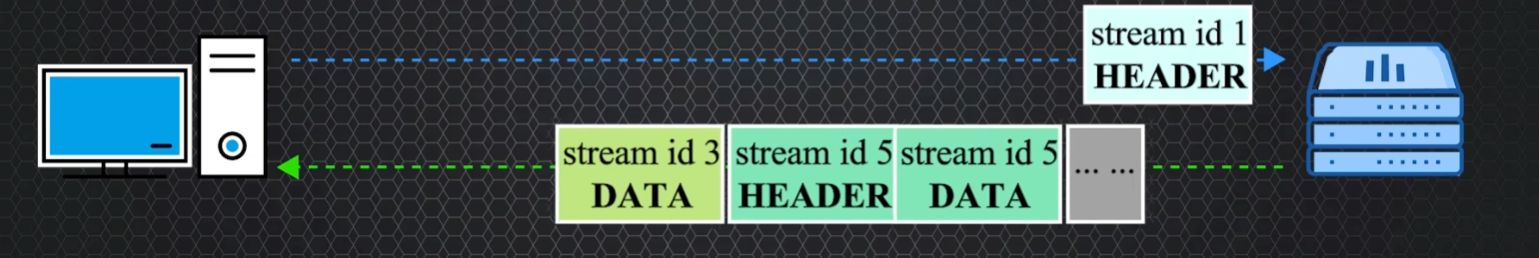 stream id 1
HEADER
stream id 3
DATA
stream id 5
HEADER
stream id 5
DATA
... ...